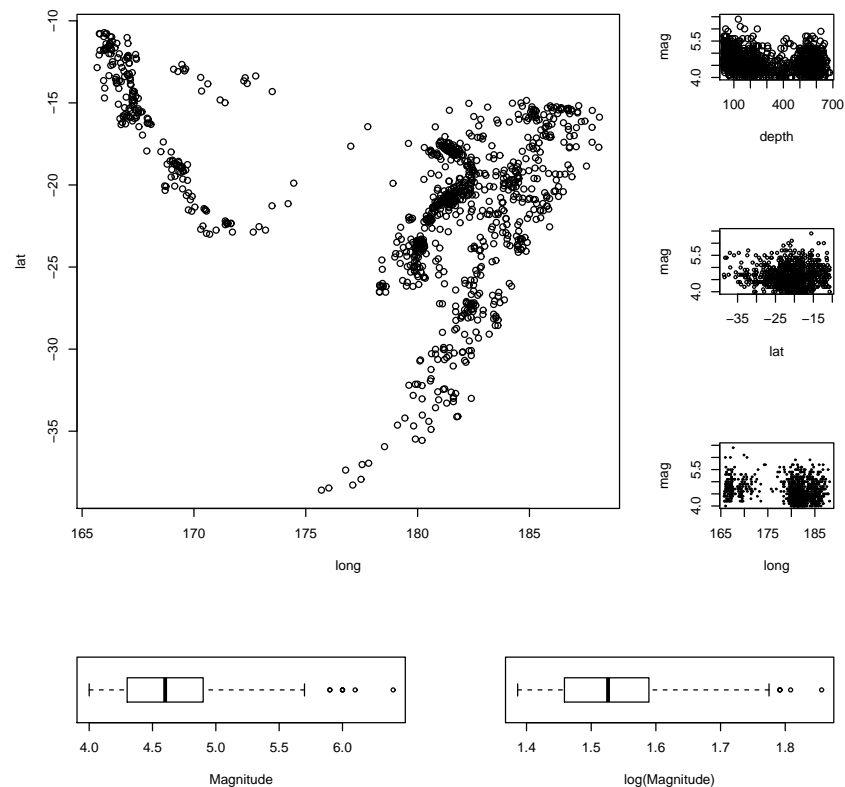 −10
−15
−20
−25
−30
−35
lat
165 170 175 180 185
long
4.0 5.5
mag
100 400 700
depth
4.0 5.5
mag
−35 −25 −15
lat
4.0 5.5
mag
165 175 185
long
4.0 4.5 5.0 5.5 6.0
Magnitude
1.4 1.5 1.6 1.7 1.8
log(Magnitude)